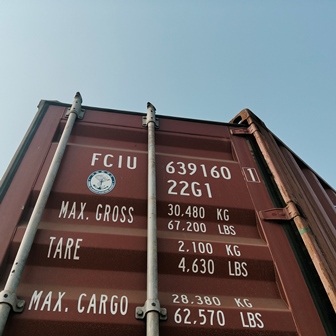 FCIU 639160 1
22G1
MAX. GROSS 30.480 KG
67.200 LBS
TARE 2.100 KG
4,630 LBS
MAX. CARGO 28.380 KG
62,570 LBS